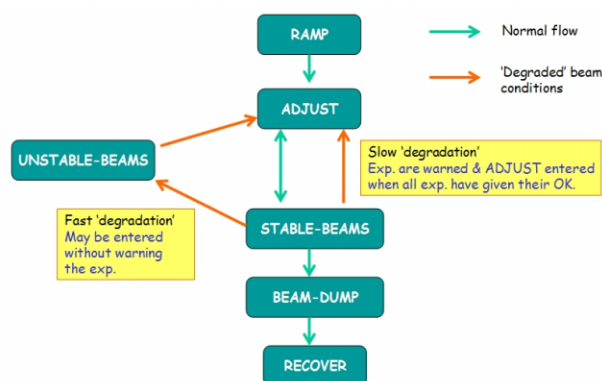 RAMP
Normal flow
'Degraded' beam
conditions
ADJUST
UNSTABLE-BEAMS
Slow 'degradation'
Exp. are warned & ADJUST entered
when all exp. have given their OK.
Fast 'degradation'
May be entered
without warning
the exp.
STABLE-BEAMS
BEAM-DUMP
RECOVER